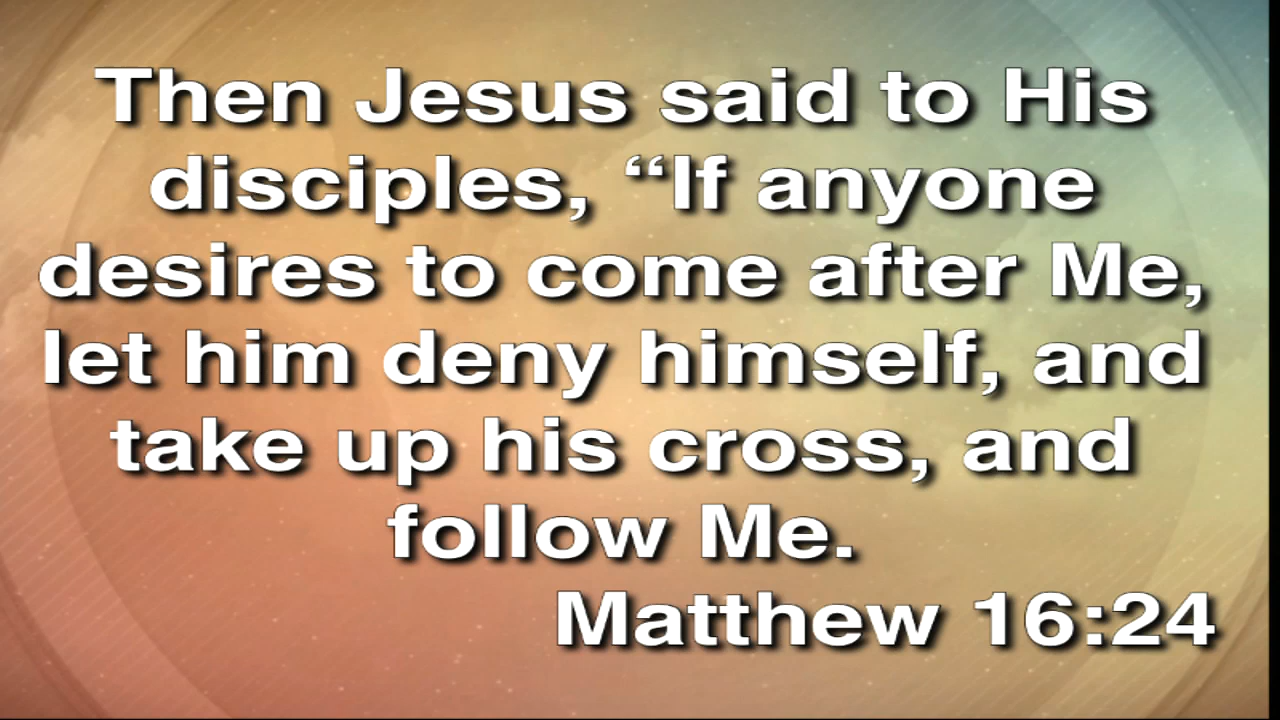 Then Jesus said to His
disciples, “If anyone
desires to come after Me,
let him deny himself, and
take up his cross, and
follow Me.
Matthew 16:24